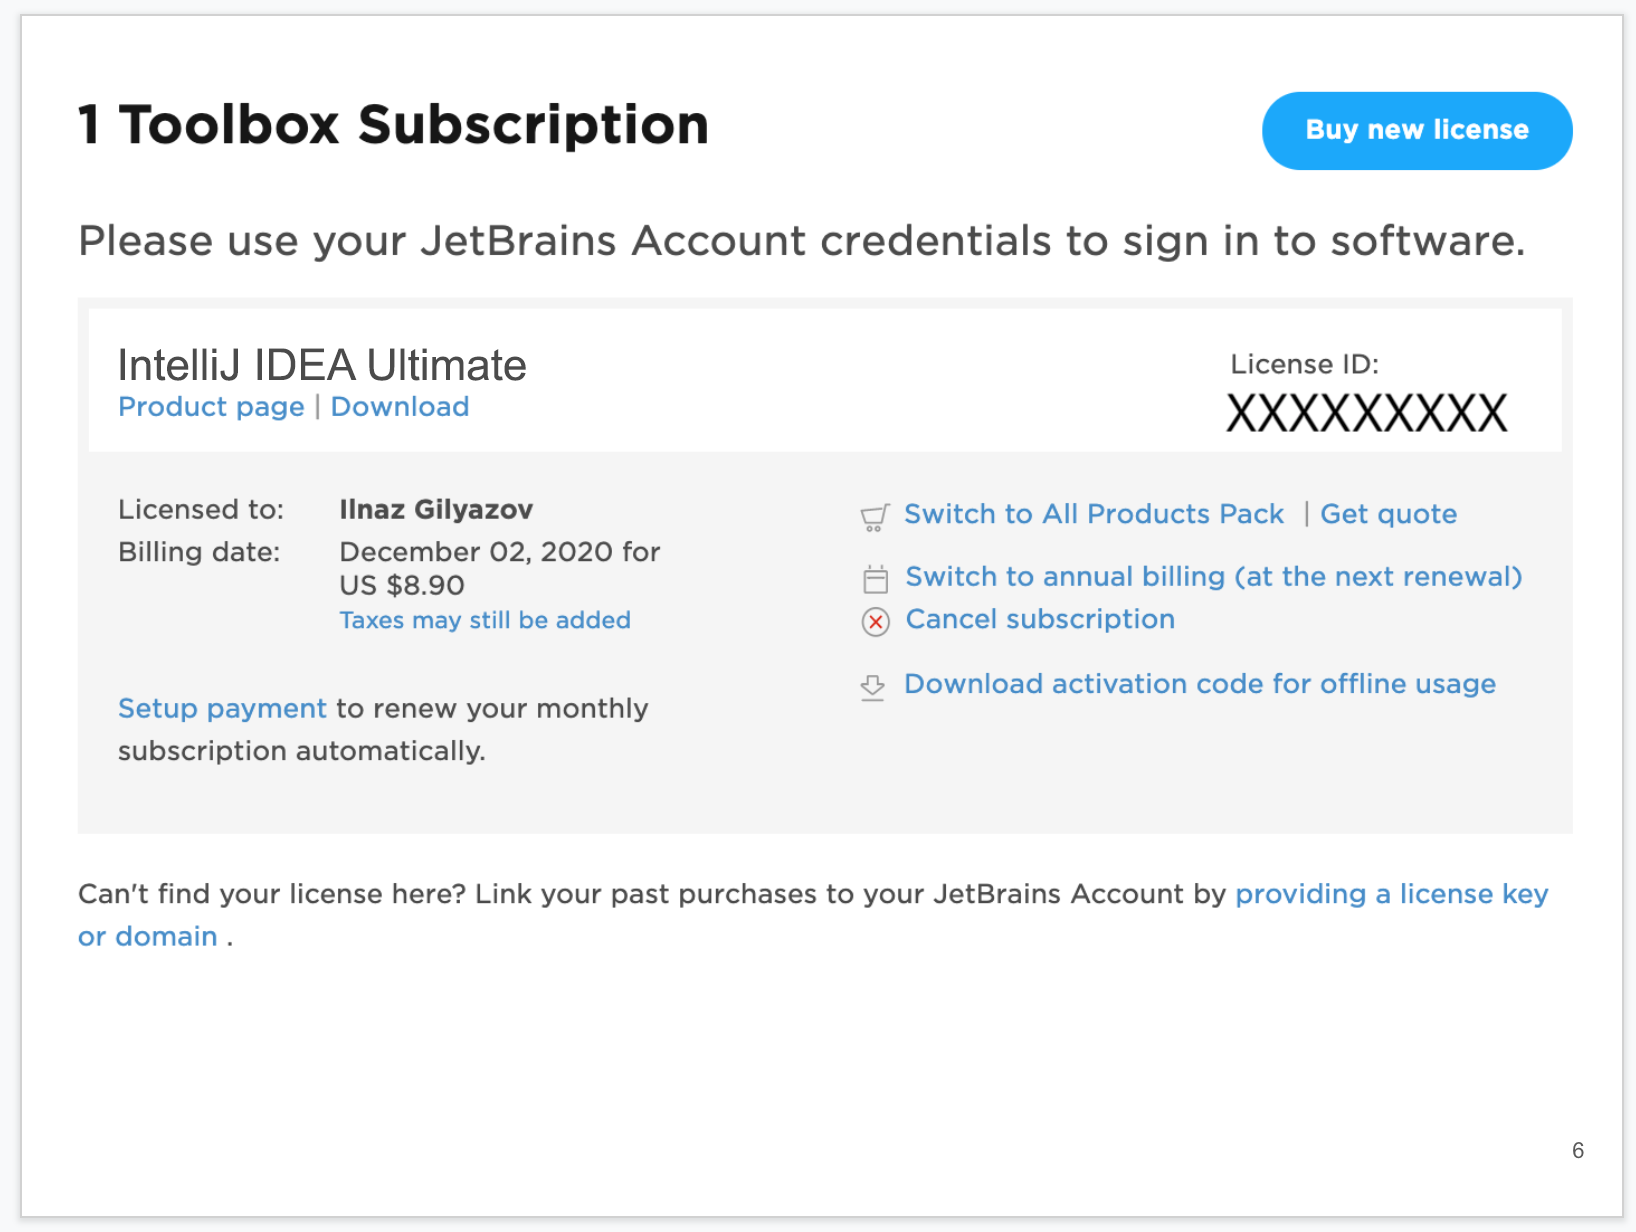 1 Toolbox Subscription
Buy new license
Please use your JetBrains Account credentials to sign in to software.
IntelliJ IDEA Ultimate
Product page | Download
License ID:
XXXXXXXXX
Licensed to: Ilnaz Gilyazov
Billing date: December 02, 2020 for
US $8.90
Taxes may still be added
Setup payment to renew your monthly
subscription automatically.
Switch to All Products Pack | Get quote
Switch to annual billing (at the next renewal)
Cancel subscription
Download activation code for offline usage
Can't find your license here? Link your past purchases to your JetBrains Account by providing a license key
or domain .
6